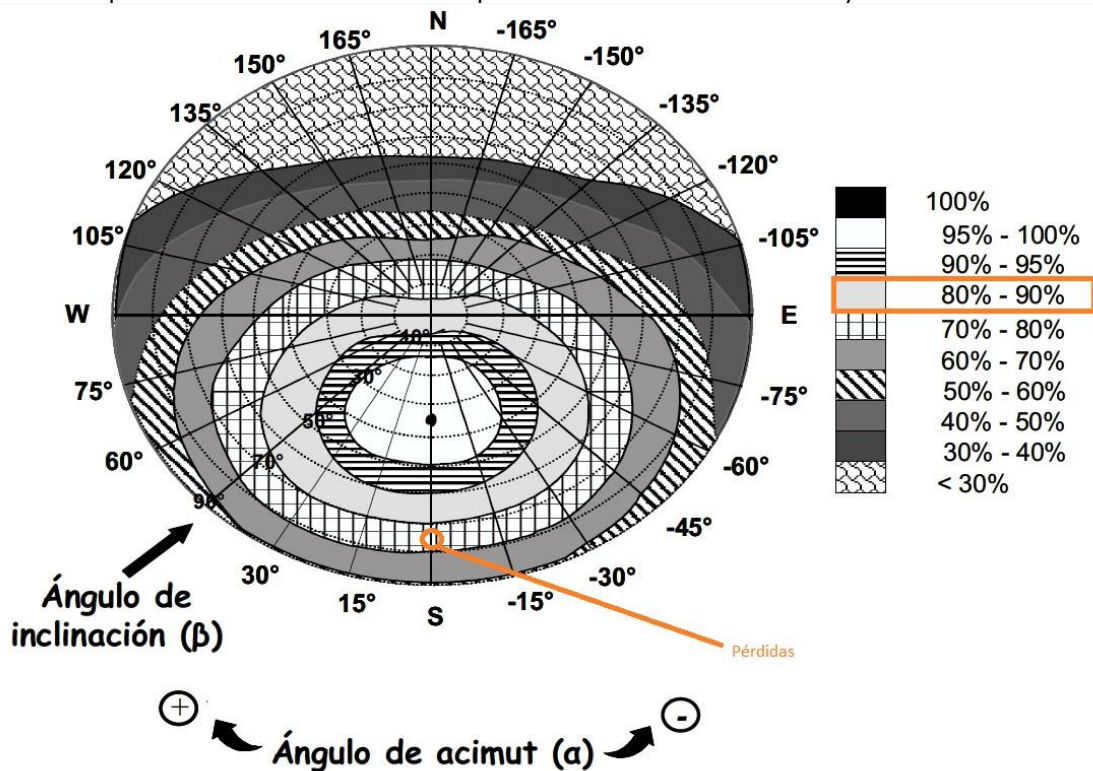 N
165°
-165°
150°
-150°
135°
-135°
120°
-120°
105°
-105°
W
E
75°
-75°
60°
-60°
-45°
30°
-30°
15°
-15°
S
10°
30°
50°
70°
90°
100%
95% - 100%
90% - 95%
80% - 90%
70% - 80%
60% - 70%
50% - 60%
40% - 50%
30% - 40%
< 30%
Ángulo de
inclinación (β)
Pérdidas
+
Ángulo de acimut (α)
-